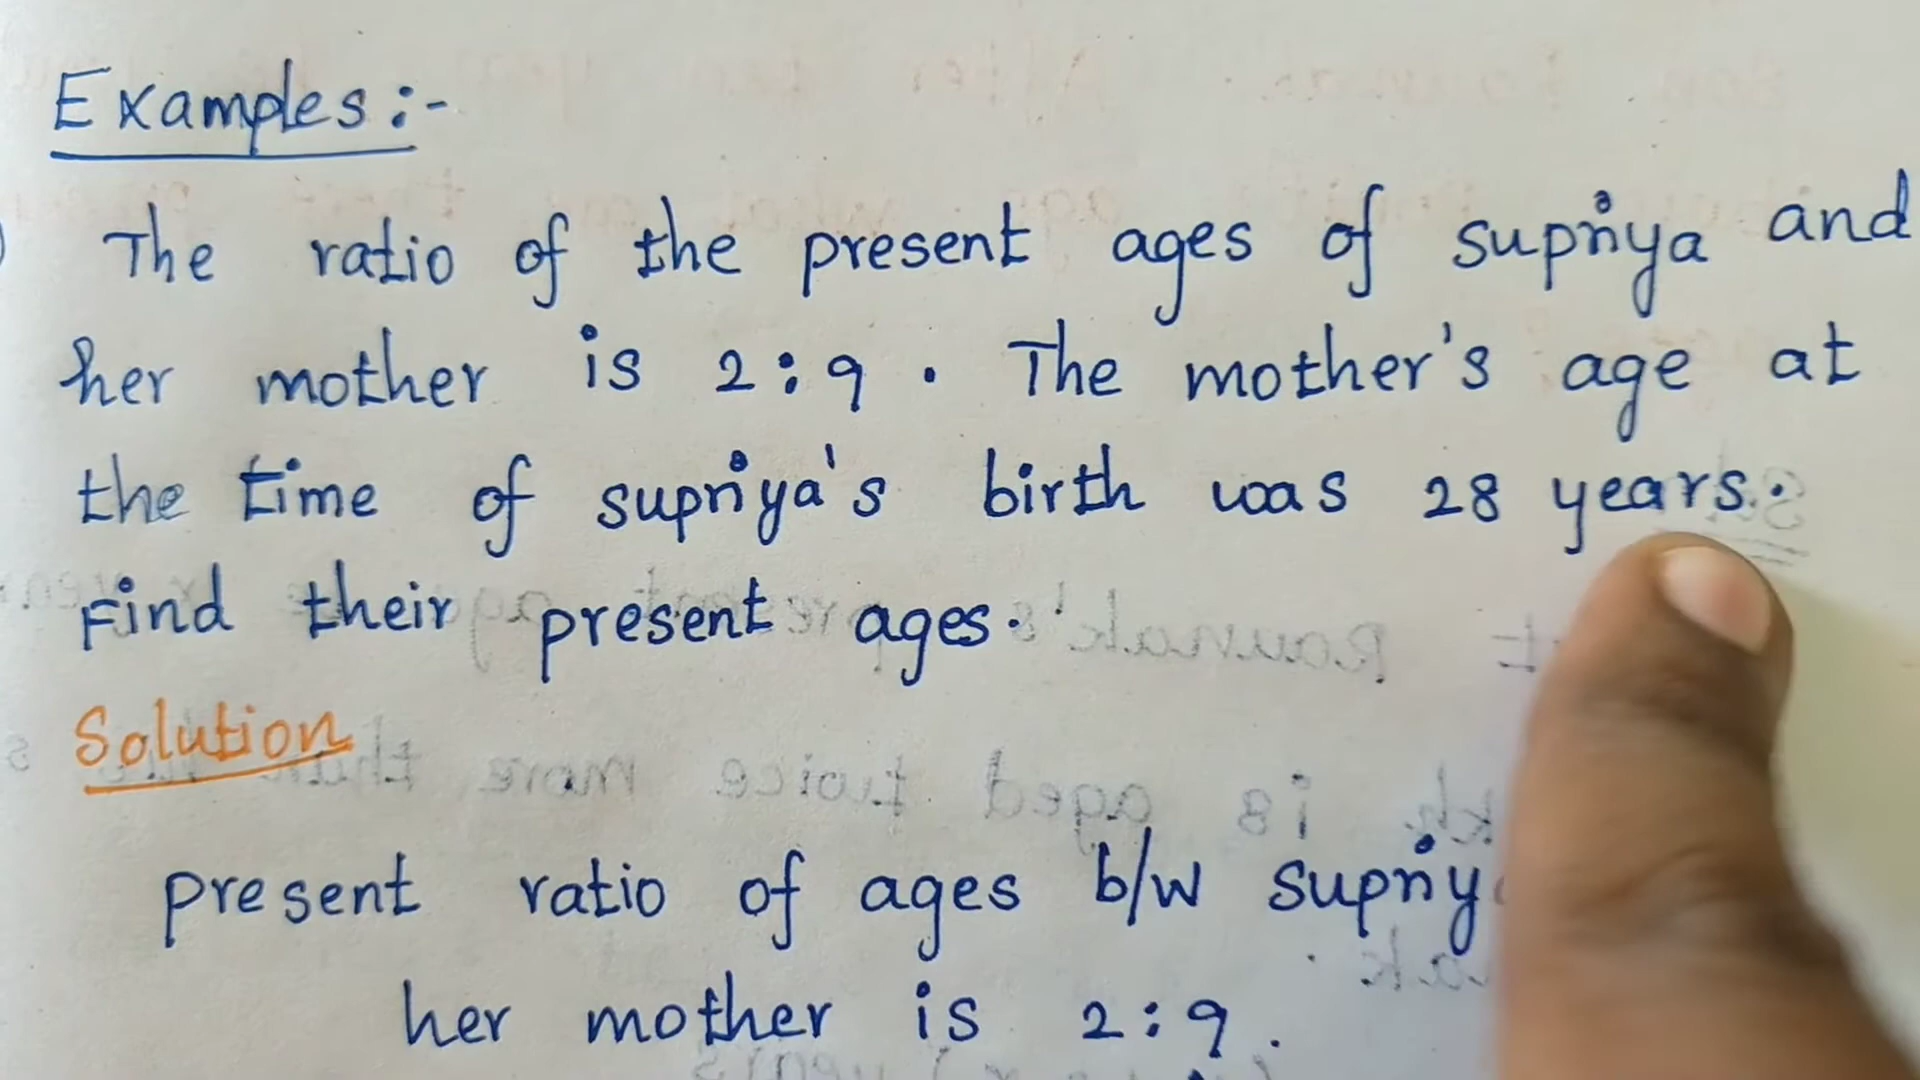 Examples:-
The ratio of the present ages of supriya and
her mother is 2:9. The mother's age at
the time of supriya's birth was 28 years.
Find their present ages.
Solution
present ratio of ages b/w
her mother is 2:9.